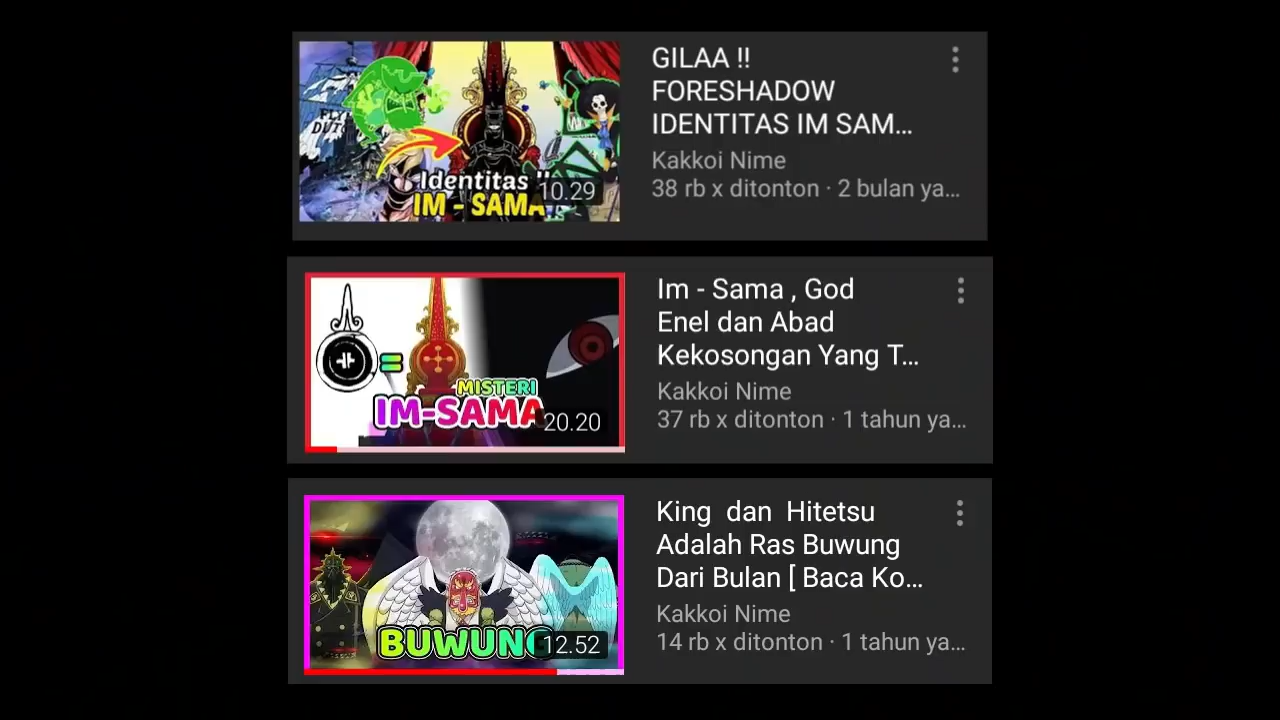 Identitas !!
IM - SAMA
10.29
GILAA !!
FORESHADOW
IDENTITAS IM SAM...
Kakkoi Nime
38 rb x ditonton · 2 bulan ya...
=
MISTERI
IM-SAMA
20.20
Im - Sama , God
Enel dan Abad
Kekosongan Yang T...
Kakkoi Nime
37 rb x ditonton · 1 tahun ya...
BUWUNG
12.52
King dan Hitetsu
Adalah Ras Buwung
Dari Bulan [ Baca Ko...
Kakkoi Nime
14 rb x ditonton · 1 tahun ya...